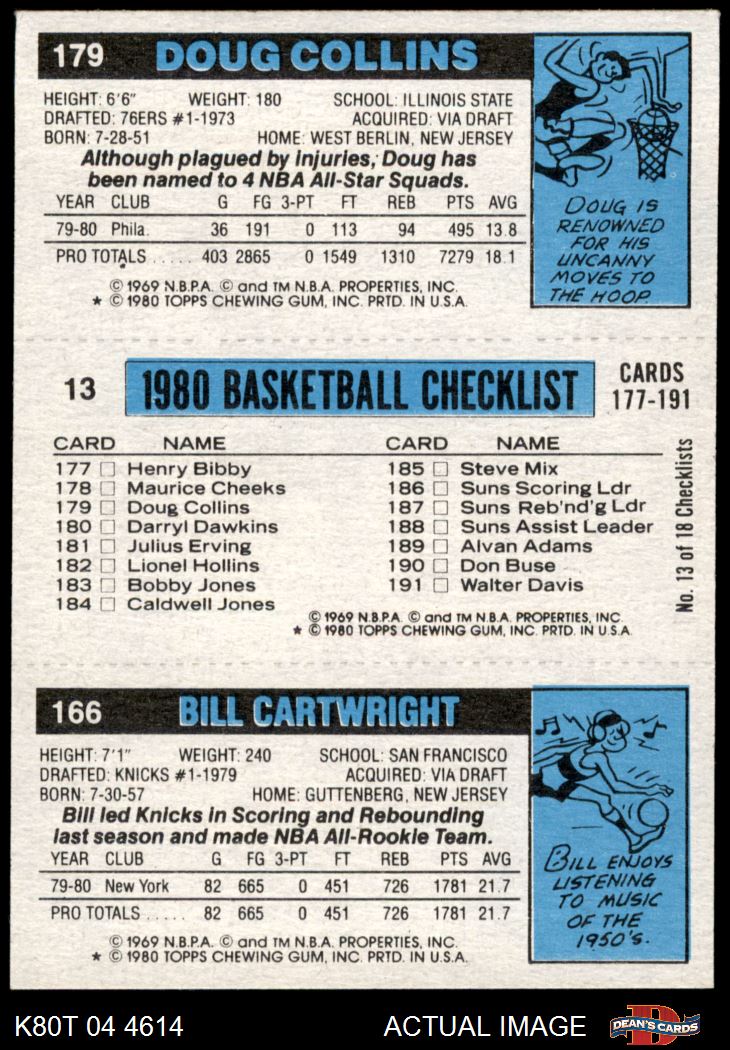 179 DOUG COLLINS
HEIGHT: 6'6" WEIGHT: 180 SCHOOL: ILLINOIS STATE
DRAFTED: 76ERS #1-1973 ACQUIRED: VIA DRAFT
BORN: 7-28-51 HOME: WEST BERLIN, NEW JERSEY
Although plagued by injuries, Doug has
been named to 4 NBA All-Star Squads.
YEAR CLUB G FG 3-PT FT REB PTS AVG
79-80 Phila. 36 191 0 113 94 495 13.8
PRO TOTALS ..... 403 2865 0 1549 1310 7279 18.1
© 1969 N.B.P.A. © and TM N.B.A. PROPERTIES, INC.
★ © 1980 TOPPS CHEWING GUM, INC. PRTD. IN U.S.A.
DOUG IS
RENOWNED
FOR HIS
UNCANNY
MOVES TO
THE HOOP.
13 1980 BASKETBALL CHECKLIST
CARDS
177-191
CARD NAME
177 □ Henry Bibby
178 □ Maurice Cheeks
179 □ Doug Collins
180 □ Darryl Dawkins
181 □ Julius Erving
182 □ Lionel Hollins
183 □ Bobby Jones
184 □ Caldwell Jones
CARD NAME
185 □ Steve Mix
186 □ Suns Scoring Ldr
187 □ Suns Reb'nd'g Ldr
188 □ Suns Assist Leader
189 □ Alvan Adams
190 □ Don Buse
191 □ Walter Davis
No. 13 of 18 Checklists
© 1969 N.B.P.A. © and TM N.B.A. PROPERTIES, INC.
★ © 1980 TOPPS CHEWING GUM, INC. PRTD. IN U.S.A.
166 BILL CARTWRIGHT
HEIGHT: 7'1" WEIGHT: 240 SCHOOL: SAN FRANCISCO
DRAFTED: KNICKS #1-1979 ACQUIRED: VIA DRAFT
BORN: 7-30-57 HOME: GUTTENBERG, NEW JERSEY
Bill led Knicks in Scoring and Rebounding
last season and made NBA All-Rookie Team.
YEAR CLUB G FG 3-PT FT REB PTS AVG
79-80 New York 82 665 0 451 726 1781 21.7
PRO TOTALS ..... 82 665 0 451 726 1781 21.7
© 1969 N.B.P.A. © and TM N.B.A. PROPERTIES, INC.
★ © 1980 TOPPS CHEWING GUM, INC. PRTD. IN U.S.A.
BILL ENJOYS
LISTENING
TO MUSIC
OF THE
1950'S.
K80T 04 4614 ACTUAL IMAGE
D
DEAN'S CARDS